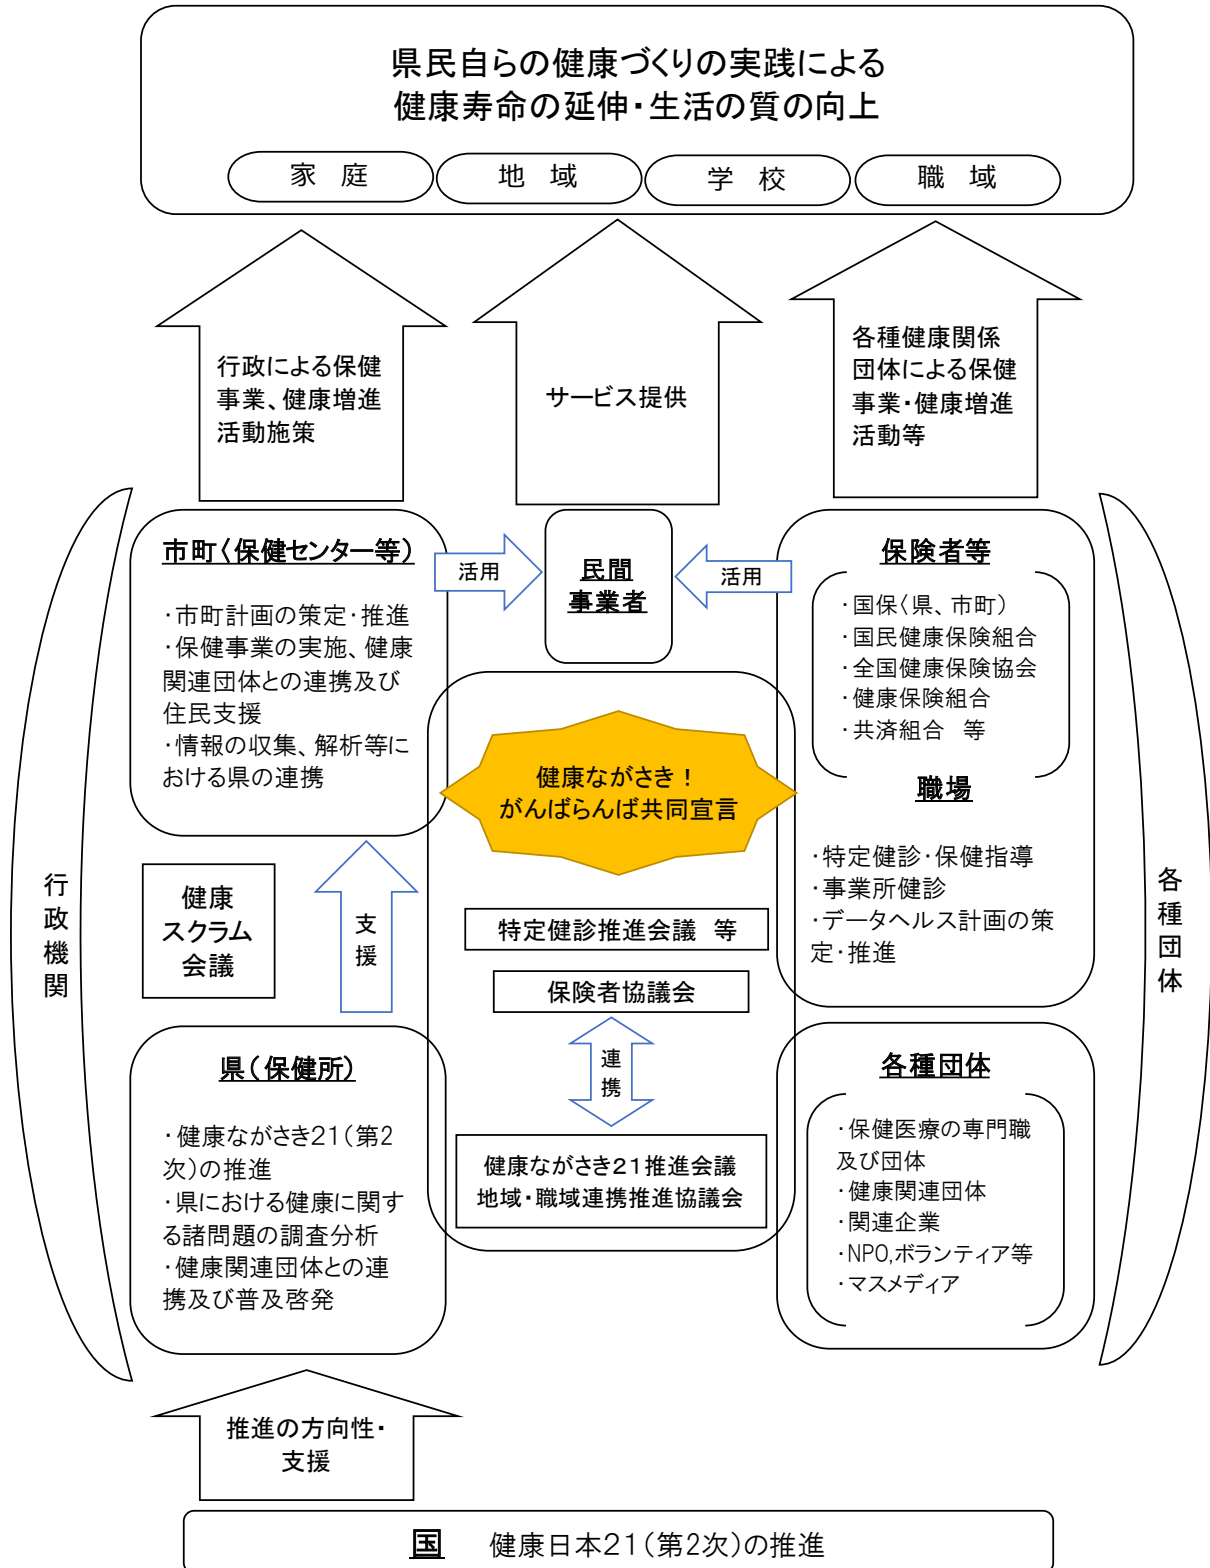 県民自らの健康づくりの実践による
健康寿命の延伸・生活の質の向上
家　庭
地　域
学　校
職　域
行政による保健
事業、健康増進
活動施策
サービス提供
各種健康関係
団体による保健
事業・健康増進
活動等
行政機関
市町（保健センター等）
・市町計画の策定・推進
・保健事業の実施、健康
関連団体との連携及び
住民支援
・情報の収集、解析等に
おける県の連携
活用
民間
事業者
活用
保険者等
・国保（県、市町）
・国民健康保険組合
・全国健康保険協会
・健康保険組合
・共済組合　等
職場
・特定健診・保健指導
・事業所健診
・データヘルス計画の策
定・推進
各種団体
健康ながさき！
がんばらんば共同宣言
健康
スクラム
会議
支援
特定健診推進会議　等
保険者協議会
連携
健康ながさき２１推進会議
地域・職域連携推進協議会
県（保健所）
・健康ながさき21（第2
次）の推進
・県における健康に関す
る諸問題の調査分析
・健康関連団体との連
携及び普及啓発
各種団体
・保健医療の専門職
及び団体
・健康関連団体
・関連企業
・NPO,ボランティア等
・マスメディア
推進の方向性・
支援
国　健康日本２１（第２次）の推進